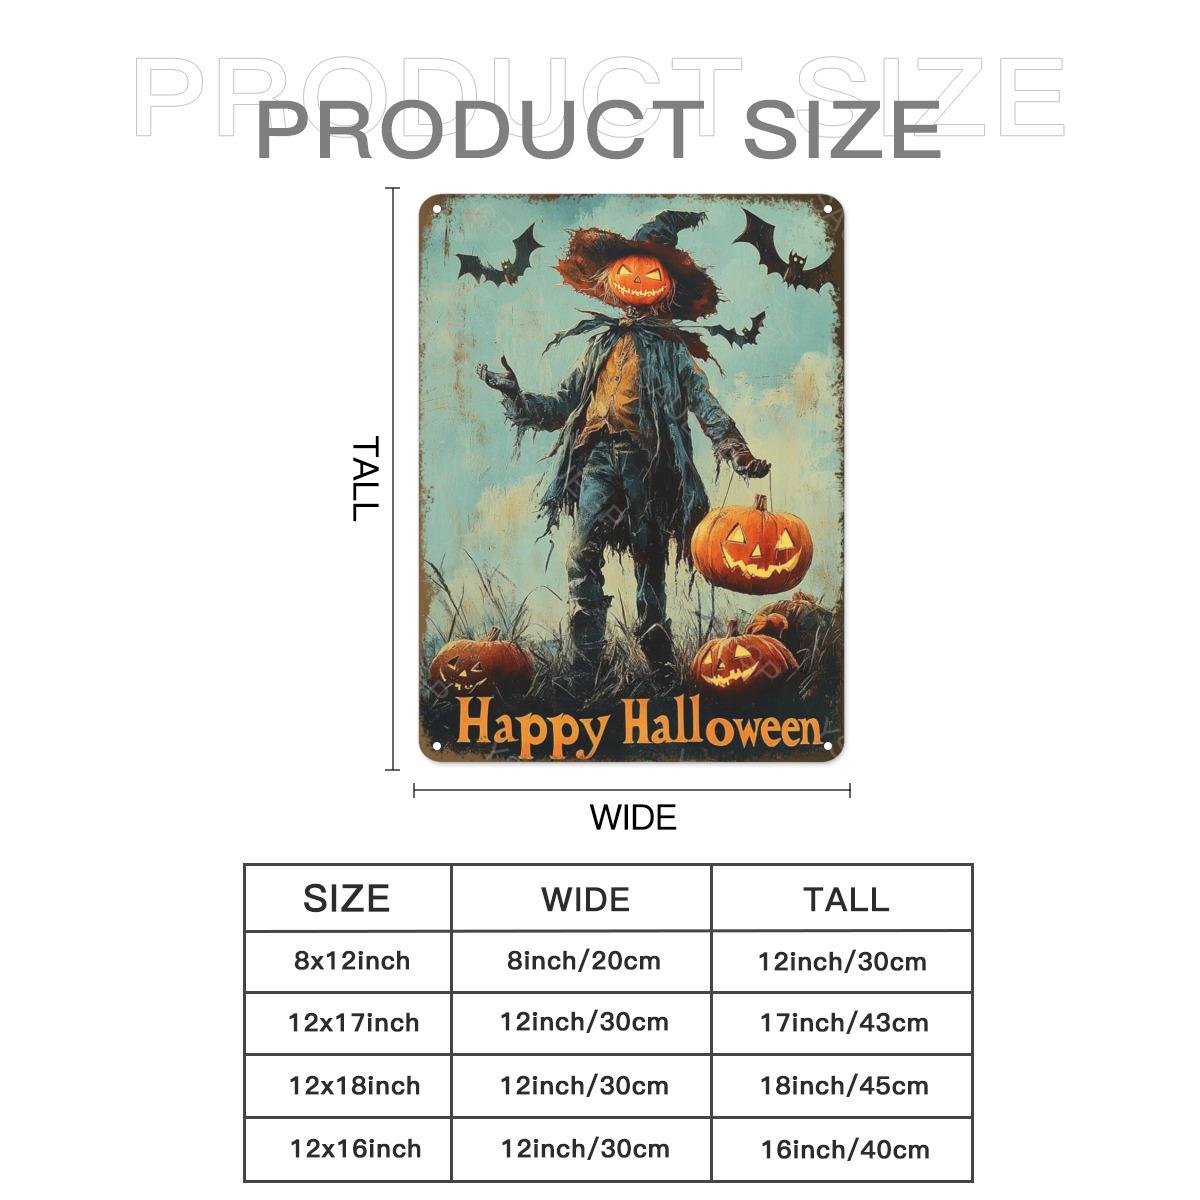 PRODUCT SIZE
PRODUCT SIZE
TALL
Happy Halloween
WIDE
SIZE WIDE TALL
8x12inch 8inch/20cm 12inch/30cm
12x17inch 12inch/30cm 17inch/43cm
12x18inch 12inch/30cm 18inch/45cm
12x16inch 12inch/30cm 16inch/40cm